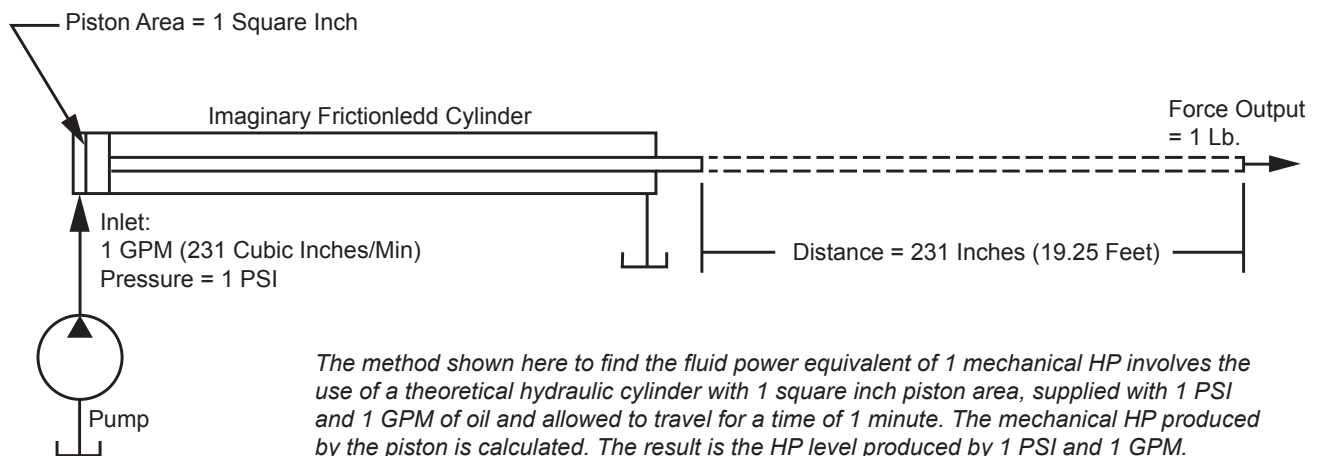 Piston Area = 1 Square Inch
Imaginary Frictionledd Cylinder
Force Output
= 1 Lb.
Inlet:
1 GPM (231 Cubic Inches/Min)
Pressure = 1 PSI
Distance = 231 Inches (19.25 Feet)
Pump
The method shown here to find the fluid power equivalent of 1 mechanical HP involves the
use of a theoretical hydraulic cylinder with 1 square inch piston area, supplied with 1 PSI
and 1 GPM of oil and allowed to travel for a time of 1 minute. The mechanical HP produced
by the piston is calculated. The result is the HP level produced by 1 PSI and 1 GPM.